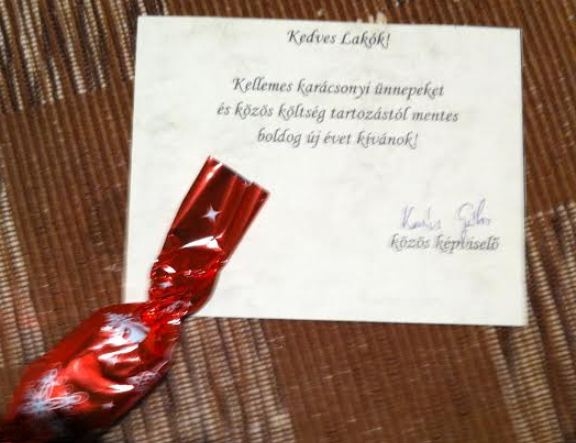 Kedves Lakók!
Kellemes karácsonyi ünnepeket
és közös költség tartozástól mentes
boldog új évet kívánok!
közös képviselő